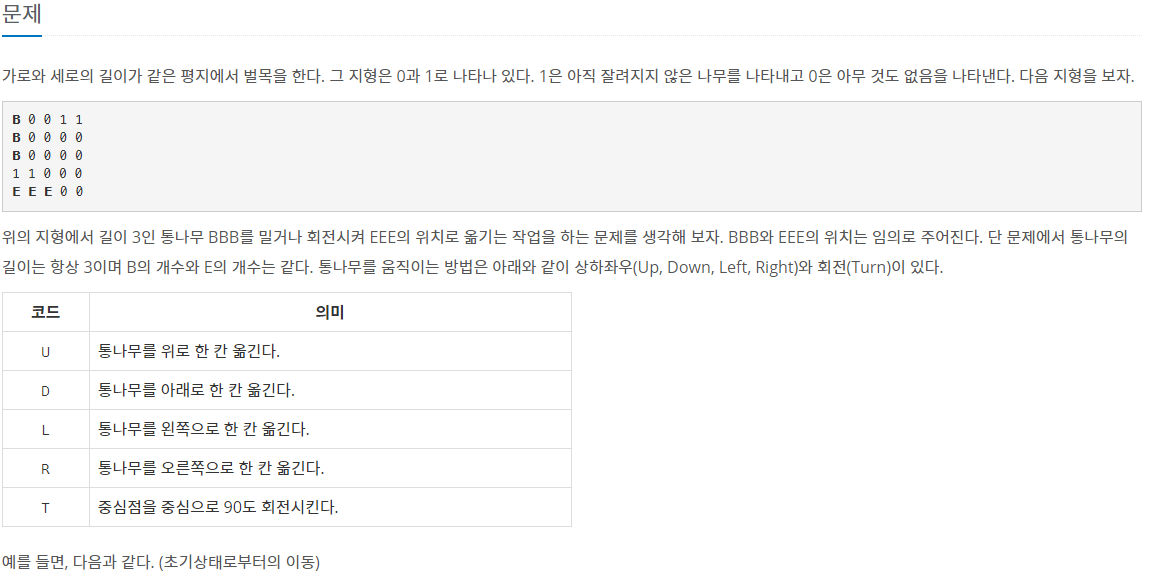 문제
가로와 세로의 길이가 같은 평지에서 벌목을 한다. 그 지형은 0과 1로 나타나 있다. 1은 아직 잘려지지 않은 나무를 나타내고 0은 아무 것도 없음을 나타낸다. 다음 지형을 보자.
B 0 0 1 1
B 0 0 0 0
B 0 0 0 0
1 1 0 0 0
E E E 0 0
위의 지형에서 길이 3인 통나무 BBB를 밀거나 회전시켜 EEE의 위치로 옮기는 작업을 하는 문제를 생각해 보자. BBB와 EEE의 위치는 임의로 주어진다. 단 문제에서 통나무의
길이는 항상 3이며 B의 개수와 E의 개수는 같다. 통나무를 움직이는 방법은 아래와 같이 상하좌우(Up, Down, Left, Right)와 회전(Turn)이 있다.
코드 의미
U 통나무를 위로 한 칸 옮긴다.
D 통나무를 아래로 한 칸 옮긴다.
L 통나무를 왼쪽으로 한 칸 옮긴다.
R 통나무를 오른쪽으로 한 칸 옮긴다.
T 중심점을 중심으로 90도 회전시킨다.
예를 들면, 다음과 같다. (초기상태로부터의 이동)